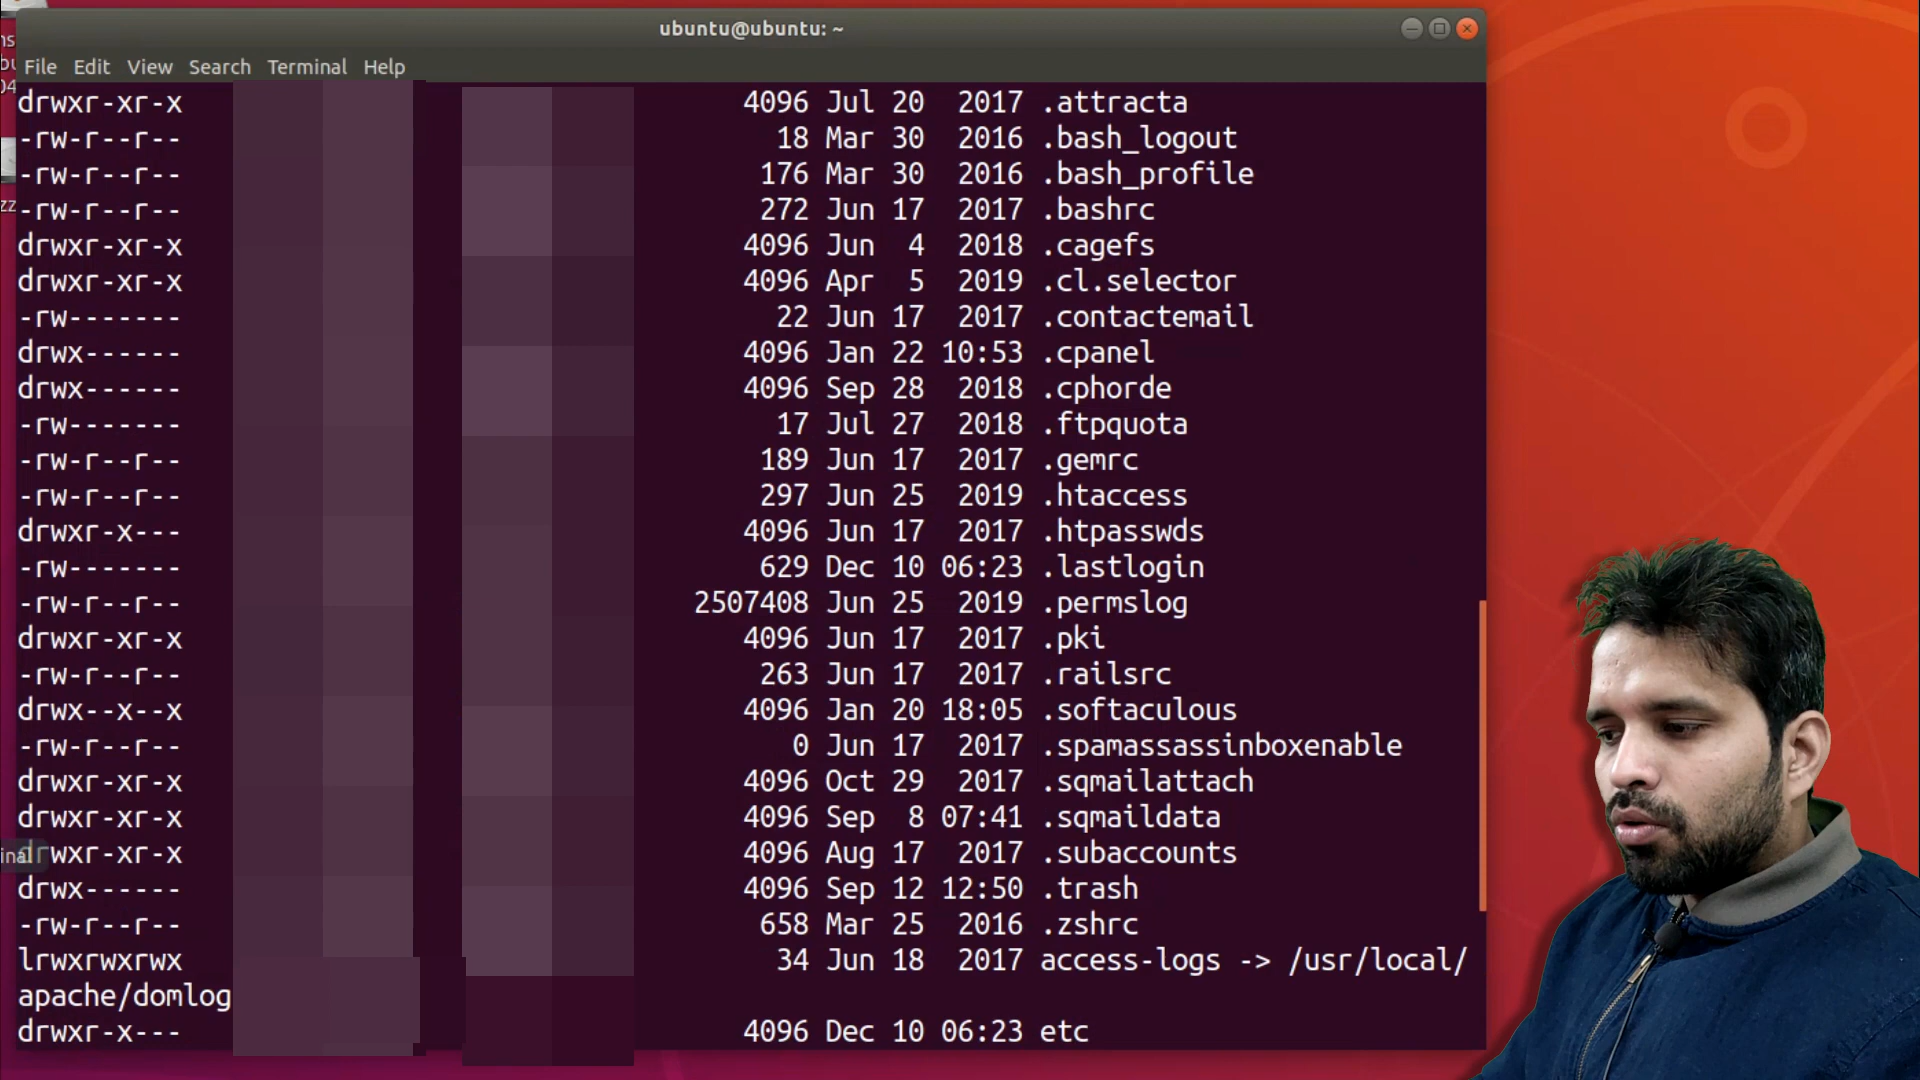 ubuntu@ubuntu: ~
File Edit View Search Terminal Help
drwxr-xr-x 4096 Jul 20 2017 .attracta
-rw-r--r-- 18 Mar 30 2016 .bash_logout
-rw-r--r-- 176 Mar 30 2016 .bash_profile
-rw-r--r-- 272 Jun 17 2017 .bashrc
drwxr-xr-x 4096 Jun 4 2018 .cagefs
drwxr-xr-x 4096 Apr 5 2019 .cl.selector
-rw------- 22 Jun 17 2017 .contactemail
drwx------ 4096 Jan 22 10:53 .cpanel
drwx------ 4096 Sep 28 2018 .cphorde
-rw------- 17 Jul 27 2018 .ftpquota
-rw-r--r-- 189 Jun 17 2017 .gemrc
-rw-r--r-- 297 Jun 25 2019 .htaccess
drwxr-x--- 4096 Jun 17 2017 .htpasswds
-rw------- 629 Dec 10 06:23 .lastlogin
-rw-r--r-- 2507408 Jun 25 2019 .permslog
drwxr-xr-x 4096 Jun 17 2017 .pki
-rw-r--r-- 263 Jun 17 2017 .railsrc
drwx--x--x 4096 Jan 20 18:05 .softaculous
-rw-r--r-- 0 Jun 17 2017 .spamassassinboxenable
drwxr-xr-x 4096 Oct 29 2017 .sqmailattach
drwxr-xr-x 4096 Sep 8 07:41 .sqmaildata
drwxr-xr-x 4096 Aug 17 2017 .subaccounts
drwx------ 4096 Sep 12 12:50 .trash
-rw-r--r-- 658 Mar 25 2016 .zshrc
lrwxrwxrwx 34 Jun 18 2017 access-logs -> /usr/local/
apache/domlog
drwxr-x--- 4096 Dec 10 06:23 etc